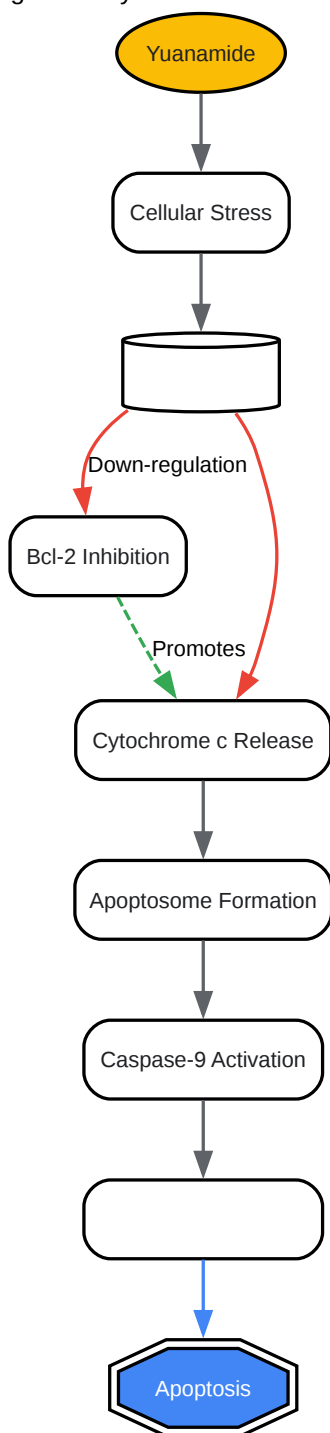 Yuanamide
Cellular Stress
Down-regulation
Bcl-2 Inhibition
Promotes
Cytochrome c Release
Apoptosome Formation
Caspase-9 Activation
Apoptosis